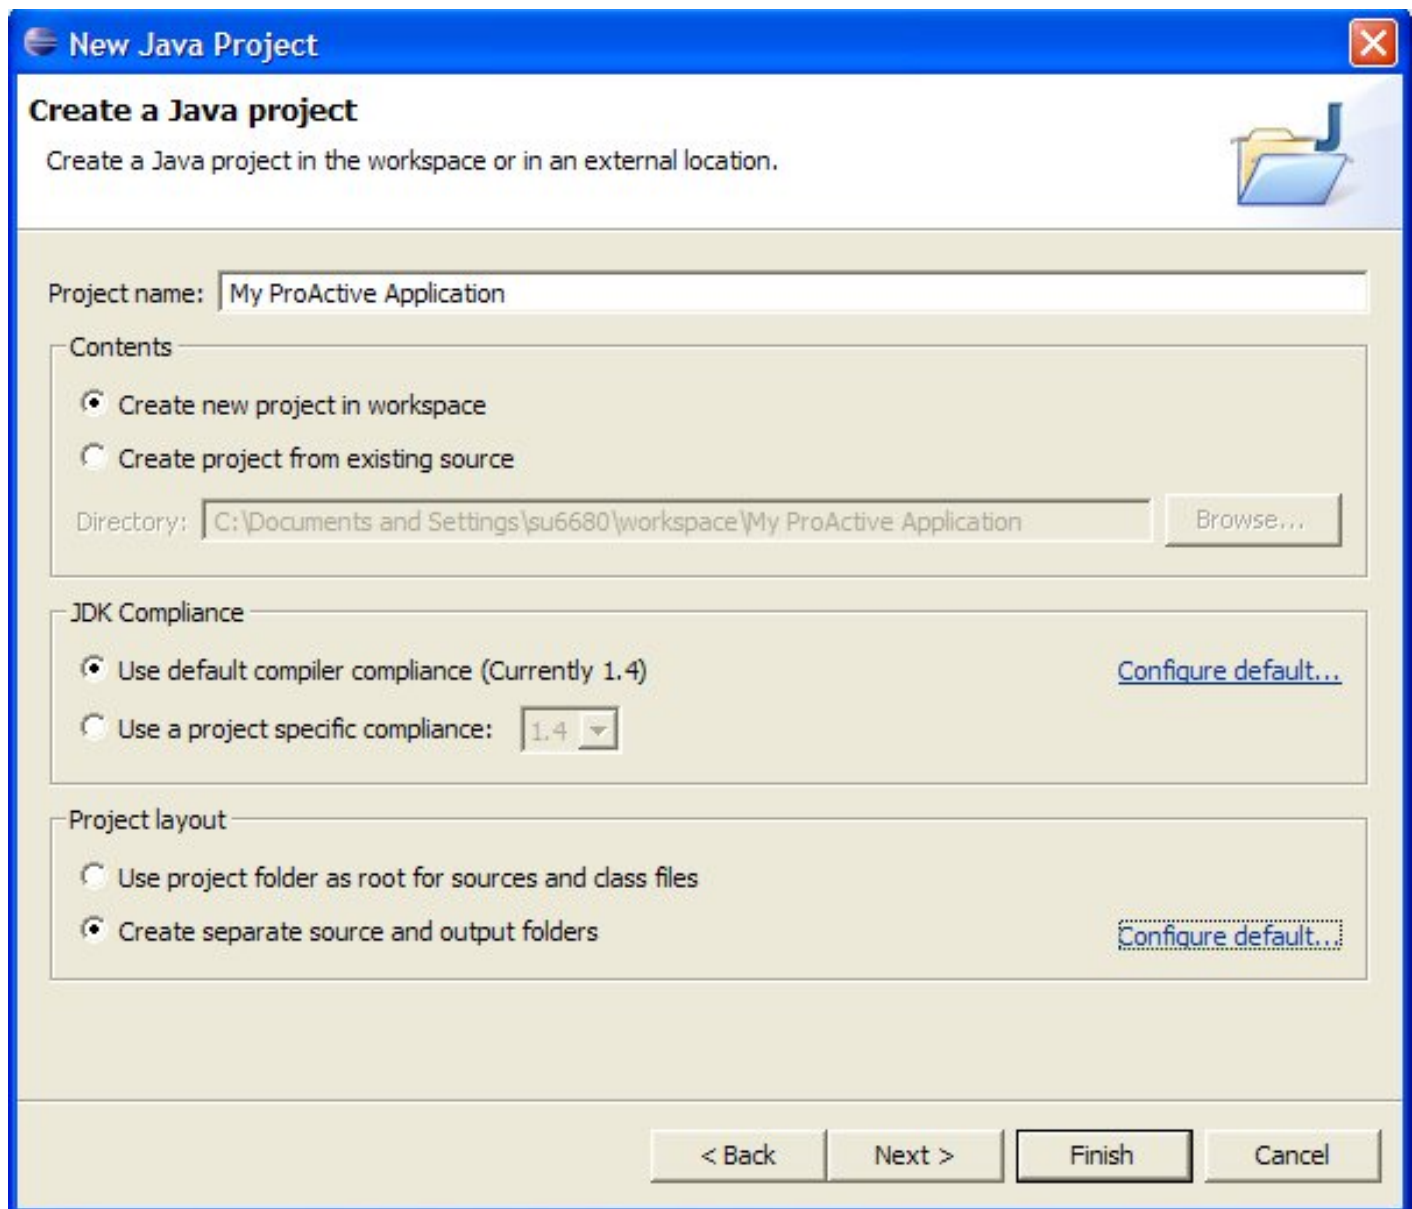 New Java Project
Create a Java project
Create a Java project in the workspace or in an external location.
Project name: My ProActive Application
Contents
Create new project in workspace
Create project from existing source
Directory: C:\Documents and Settings\su6680\workspace\My ProActive Application Browse...
JDK Compliance
Use default compiler compliance (Currently 1.4) Configure default...
Use a project specific compliance: 1.4
Project layout
Use project folder as root for sources and class files
Create separate source and output folders Configure default...
< Back Next > Finish Cancel